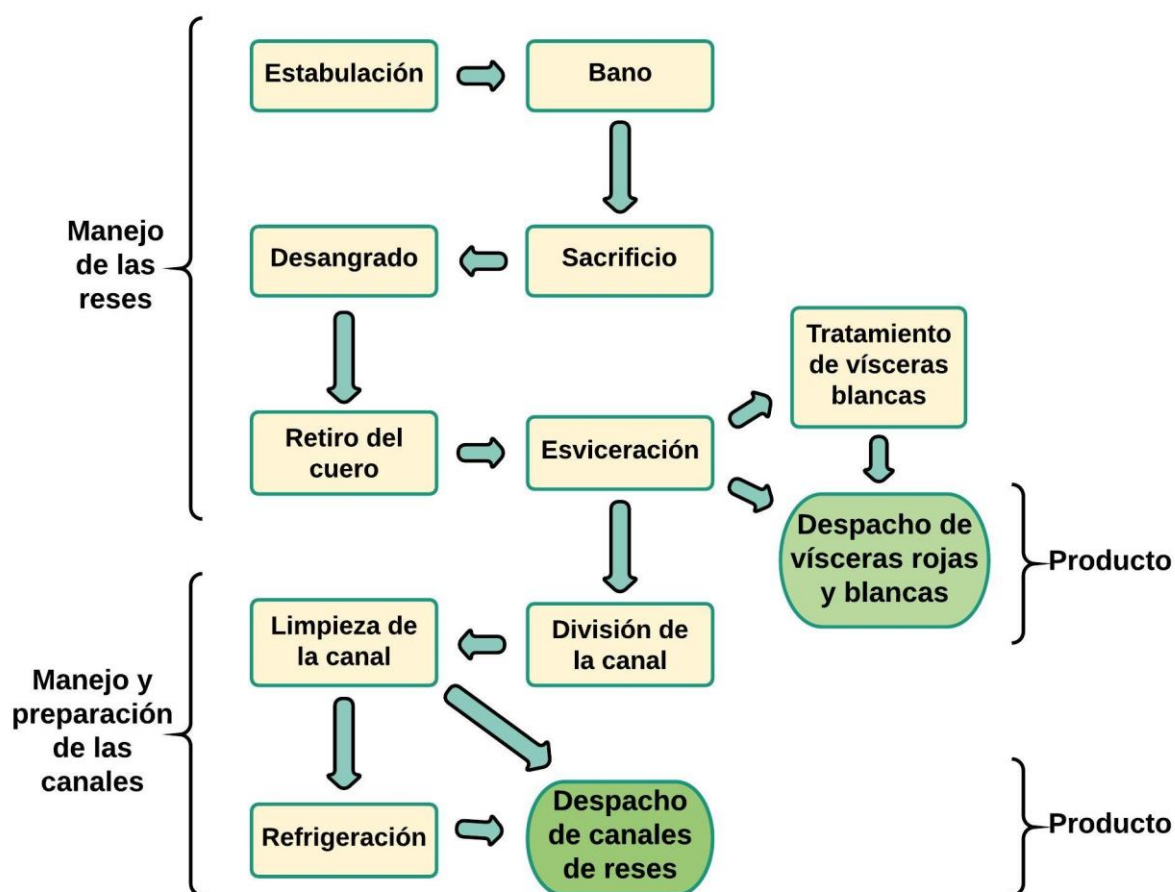 Estabulación
Bano
Manejo
de las
reses
Desangrado
Sacrificio
Tratamiento
de vísceras
blancas
Retiro del
cuero
Esviceración
Despacho de
vísceras rojas
y blancas
Producto
Manejo y
preparación
de las
canales
Limpieza de
la canal
División de
la canal
Refrigeración
Despacho
de canales
de reses
Producto